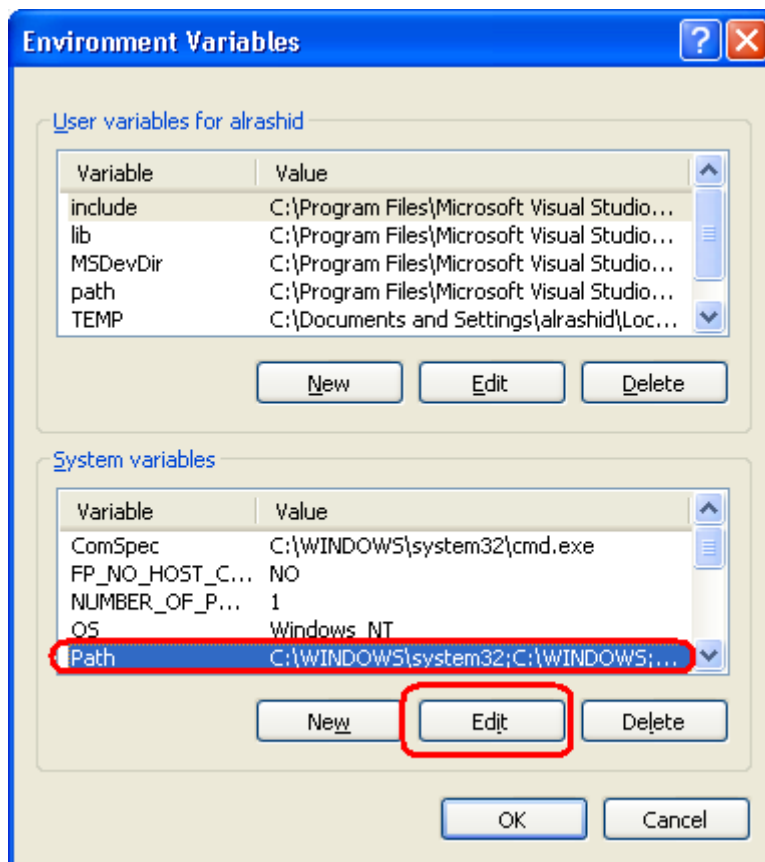 Environment Variables
User variables for alrashid
Variable Value
include C:\Program Files\Microsoft Visual Studio...
lib C:\Program Files\Microsoft Visual Studio...
MSDevDir C:\Program Files\Microsoft Visual Studio...
path C:\Program Files\Microsoft Visual Studio...
TEMP C:\Documents and Settings\alrashid\Loc...
New Edit Delete
System variables
Variable Value
ComSpec C:\WINDOWS\system32\cmd.exe
FP_NO_HOST_C... NO
NUMBER_OF_P... 1
OS Windows_NT
Path C:\WINDOWS\system32;C:\WINDOWS;...
New Edit Delete
OK Cancel